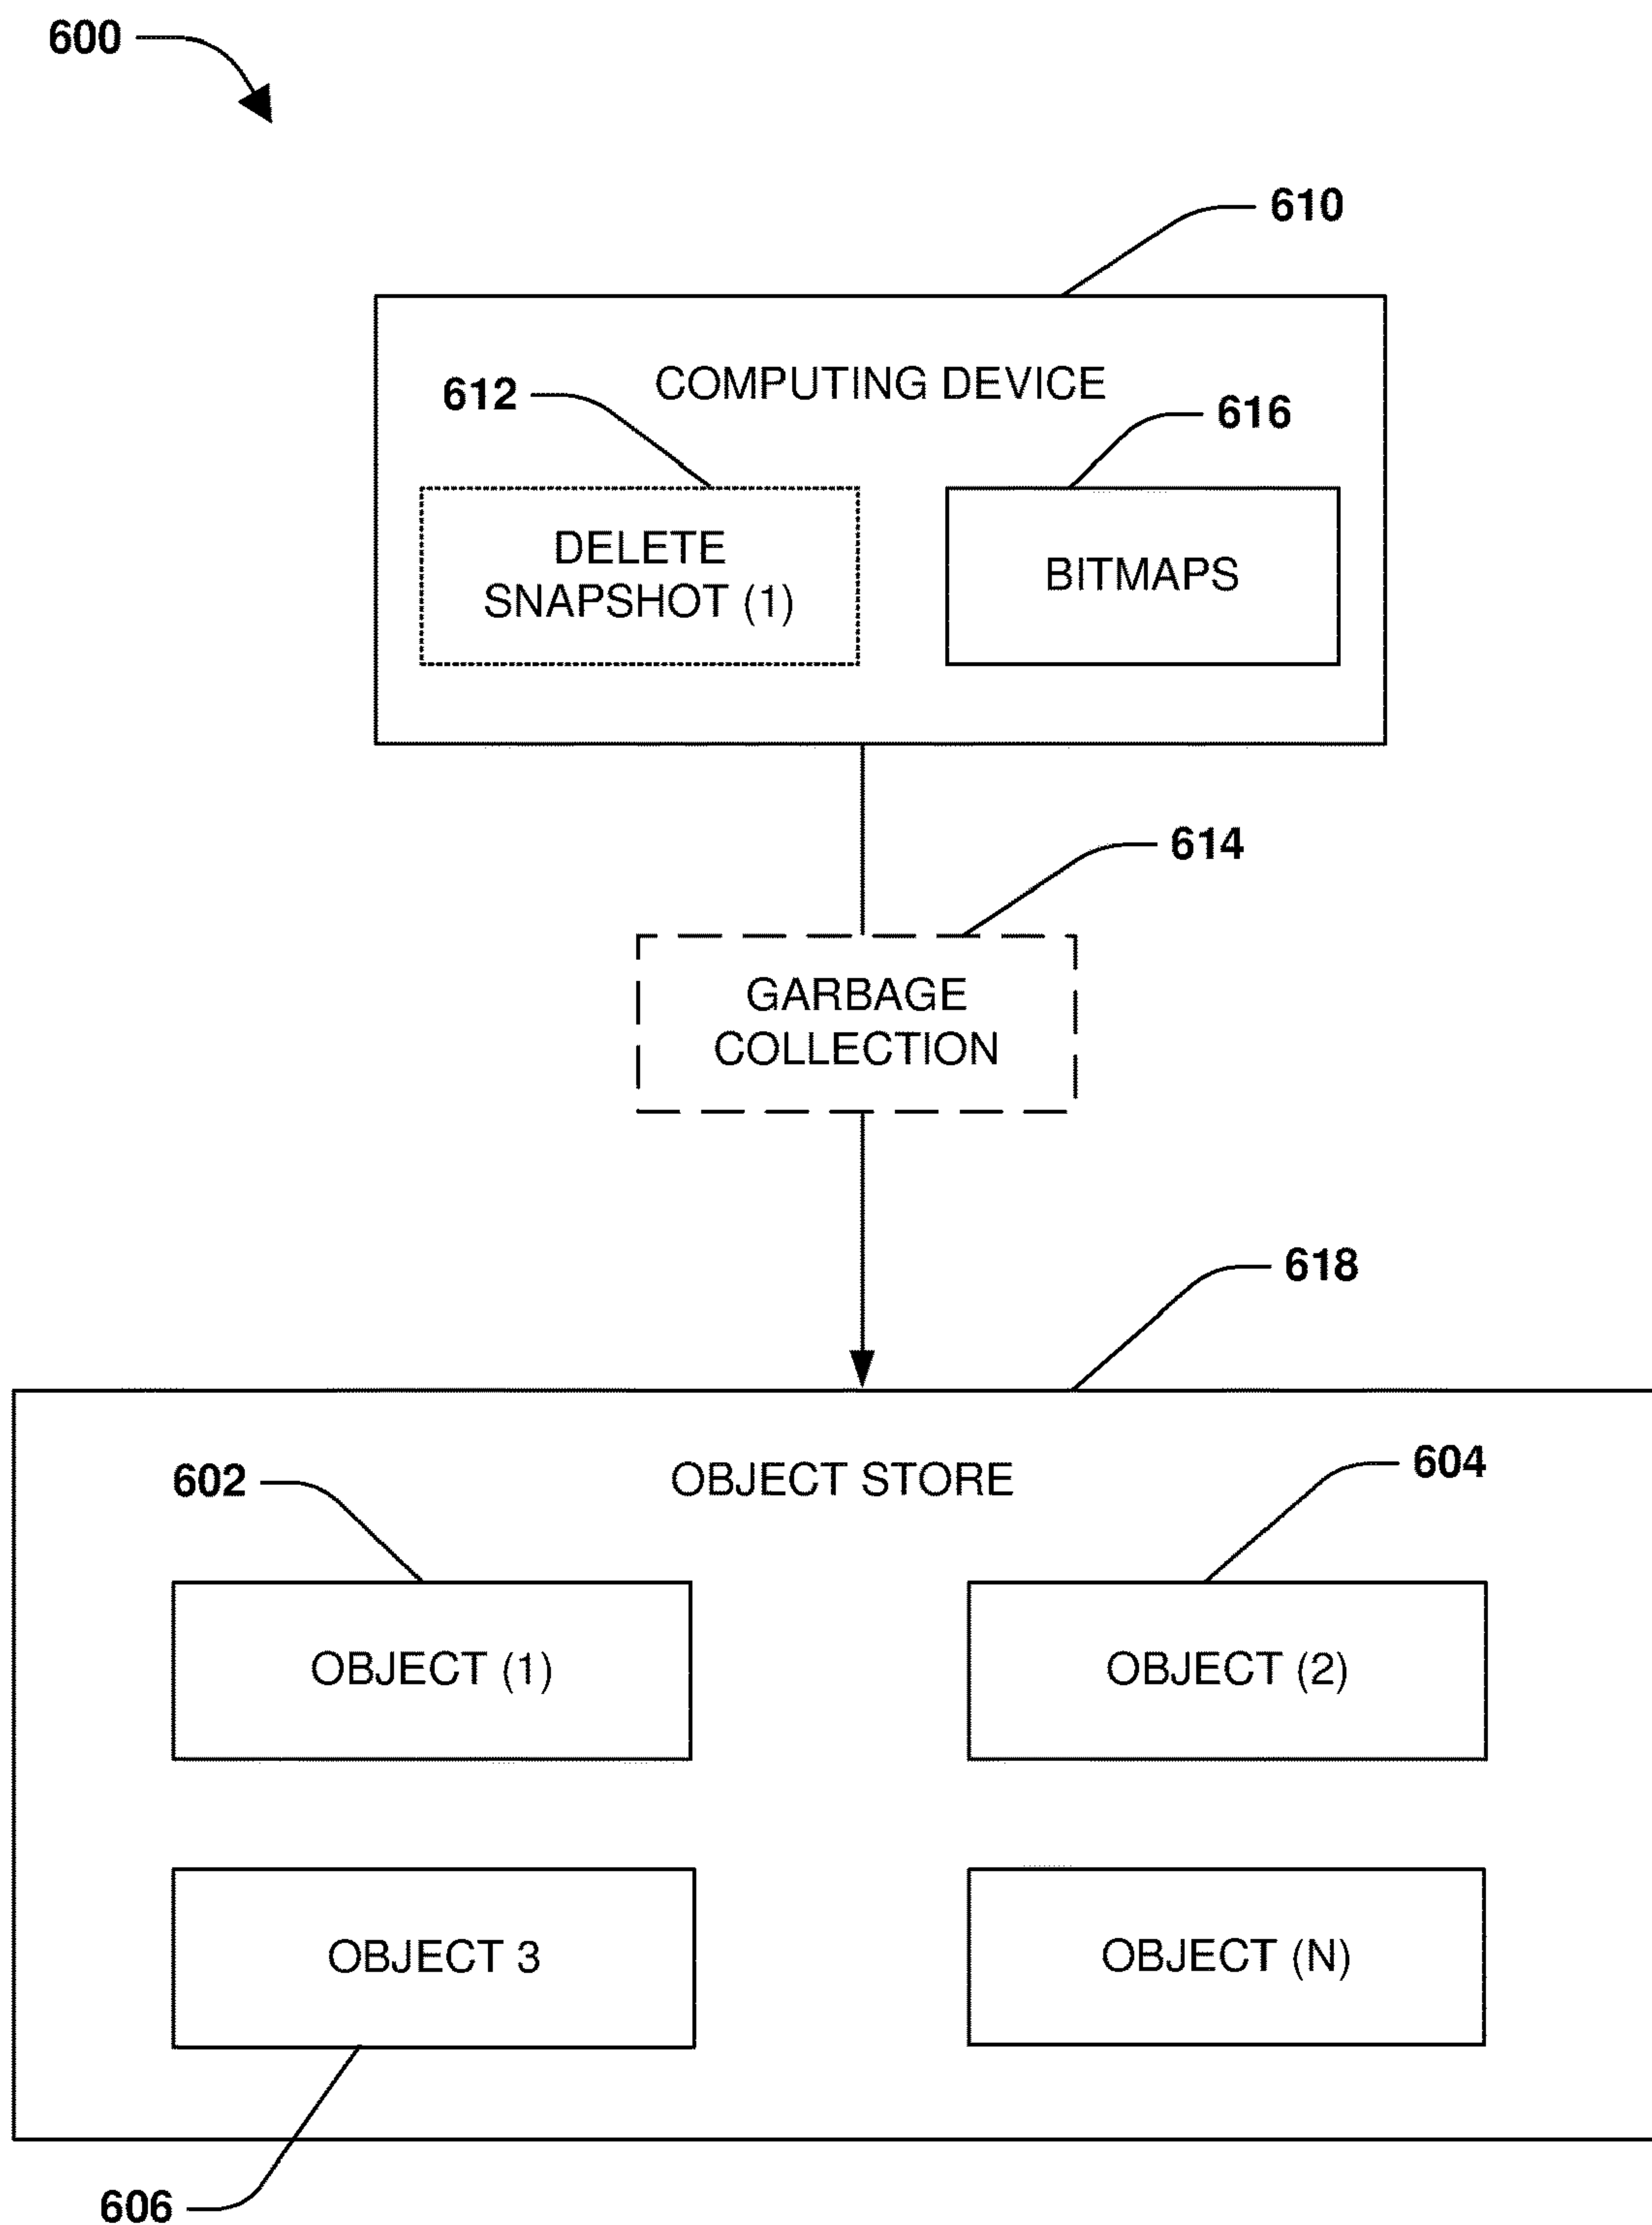 600
610
COMPUTING DEVICE
612
616
DELETE
SNAPSHOT (1)
BITMAPS
614
GARBAGE
COLLECTION
618
OBJECT STORE
602
604
OBJECT (1)
OBJECT (2)
OBJECT 3
OBJECT (N)
606